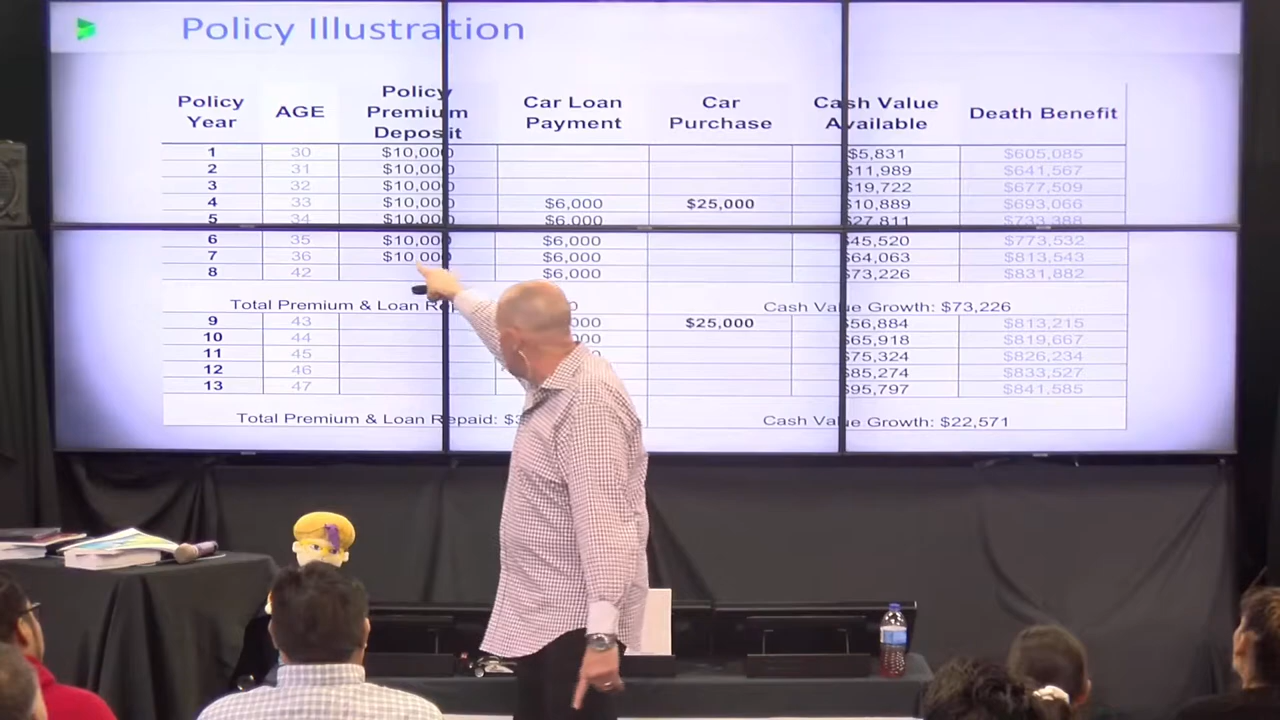 Policy Illustration
Policy Year AGE Policy Premium Deposit Car Loan Payment Car Purchase Cash Value Available Death Benefit
1 30 $10,000 $5,831 $605,085
2 31 $10,000 $11,989 $641,567
3 32 $10,000 $19,722 $677,509
4 33 $10,000 $6,000 $25,000 $10,889 $693,066
5 34 $10,000 $6,000 $27,811 $733,388
6 35 $10,000 $6,000 $45,520 $773,532
7 36 $10,000 $6,000 $64,063 $813,543
8 42 $6,000 $73,226 $831,882
Total Premium & Loan Cash Value Growth: $73,226
9 43 $25,000 $56,884 $813,215
10 44 $65,918 $819,667
11 45 $75,324 $826,234
12 46 $85,274 $833,527
13 47 $95,797 $841,585
Total Premium & Loan Repaid: Cash Value Growth: $22,571